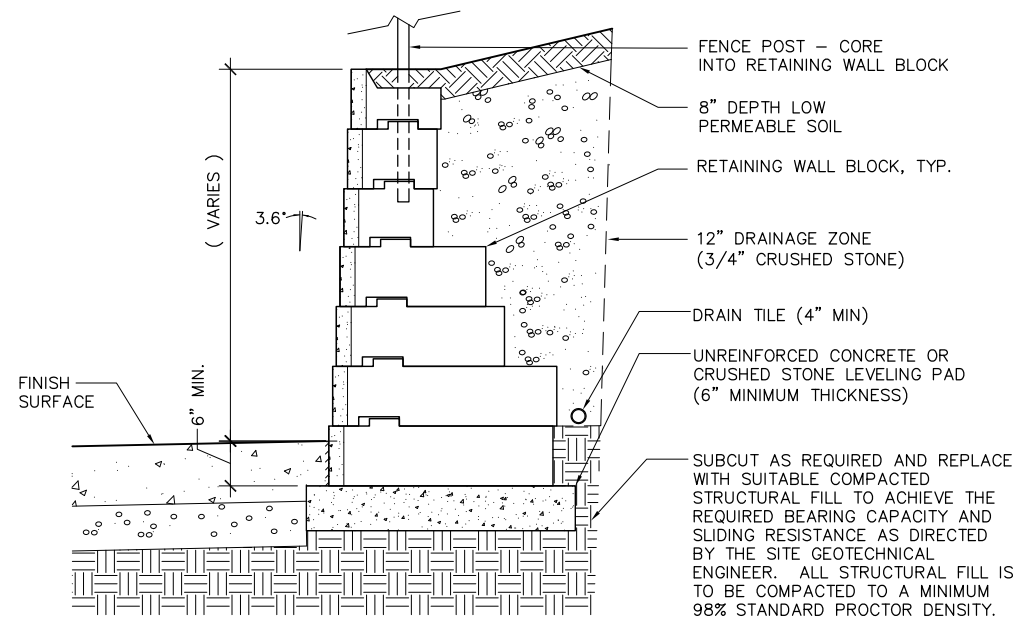 FENCE POST – CORE
INTO RETAINING WALL BLOCK
8" DEPTH LOW
PERMEABLE SOIL
RETAINING WALL BLOCK, TYP.
( VARIES )
3.6°
12" DRAINAGE ZONE
(3/4" CRUSHED STONE)
DRAIN TILE (4" MIN)
UNREINFORCED CONCRETE OR
CRUSHED STONE LEVELING PAD
(6" MINIMUM THICKNESS)
FINISH
SURFACE
6" MIN.
SUBCUT AS REQUIRED AND REPLACE
WITH SUITABLE COMPACTED
STRUCTURAL FILL TO ACHIEVE THE
REQUIRED BEARING CAPACITY AND
SLIDING RESISTANCE AS DIRECTED
BY THE SITE GEOTECHNICAL
ENGINEER.  ALL STRUCTURAL FILL IS
TO BE COMPACTED TO A MINIMUM
98% STANDARD PROCTOR DENSITY.